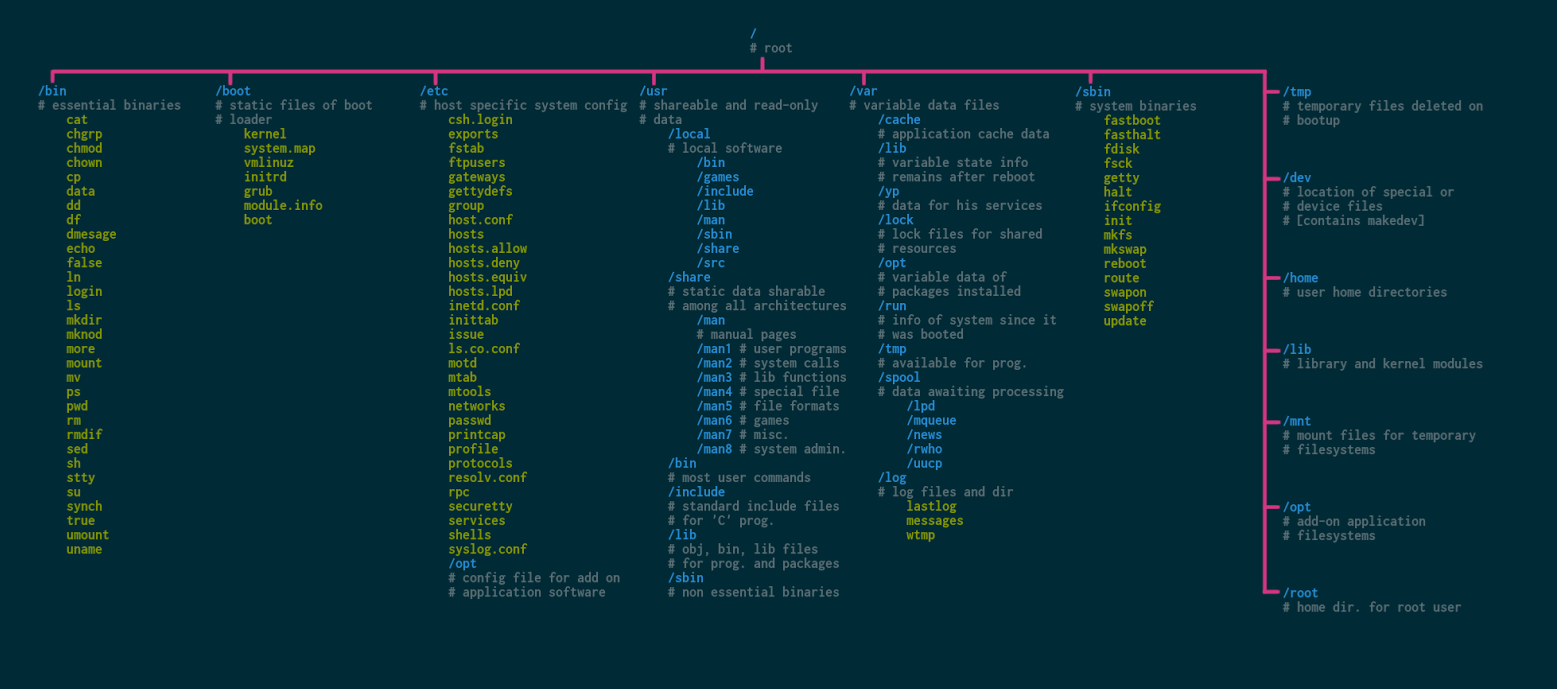 /
# root
/bin
# essential binaries
cat
chgrp
chmod
chown
cp
data
dd
df
dmesage
echo
false
ln
login
ls
mkdir
mknod
more
mount
mv
ps
pwd
rm
rmdif
sed
sh
stty
su
synch
true
umount
uname
/boot
# static files of boot
# loader
kernel
system.map
vmlinuz
initrd
grub
module.info
boot
/etc
# host specific system config
csh.login
exports
fstab
ftpusers
gateways
gettydefs
group
host.conf
hosts
hosts.allow
hosts.deny
hosts.equiv
hosts.lpd
inetd.conf
inittab
issue
ls.co.conf
motd
mtab
mtools
networks
passwd
printcap
profile
protocols
resolv.conf
rpc
securetty
services
shells
syslog.conf
/opt
# config file for add on
# application software
/usr
# shareable and read-only
# data
/local
# local software
/bin
/games
/include
/lib
/man
/sbin
/share
/src
/share
# static data sharable
# among all architectures
/man
# manual pages
/man1 # user programs
/man2 # system calls
/man3 # lib functions
/man4 # special file
/man5 # file formats
/man6 # games
/man7 # misc.
/man8 # system admin.
/bin
# most user commands
/include
# standard include files
# for 'C' prog.
/lib
# obj, bin, lib files
# for prog. and packages
/sbin
# non essential binaries
/var
# variable data files
/cache
# application cache data
/lib
# variable state info
# remains after reboot
/yp
# data for his services
/lock
# lock files for shared
# resources
/opt
# variable data of
# packages installed
/run
# info of system since it
# was booted
/tmp
# available for prog.
/spool
# data awaiting processing
/lpd
/mqueue
/news
/rwho
/uucp
/log
# log files and dir
lastlog
messages
wtmp
/sbin
# system binaries
fastboot
fasthalt
fdisk
fsck
getty
halt
ifconfig
init
mkfs
mkswap
reboot
route
swapon
swapoff
update
/tmp
# temporary files deleted on
# bootup
/dev
# location of special or
# device files
# [contains makedev]
/home
# user home directories
/lib
# library and kernel modules
/mnt
# mount files for temporary
# filesystems
/opt
# add-on application
# filesystems
/root
# home dir. for root user